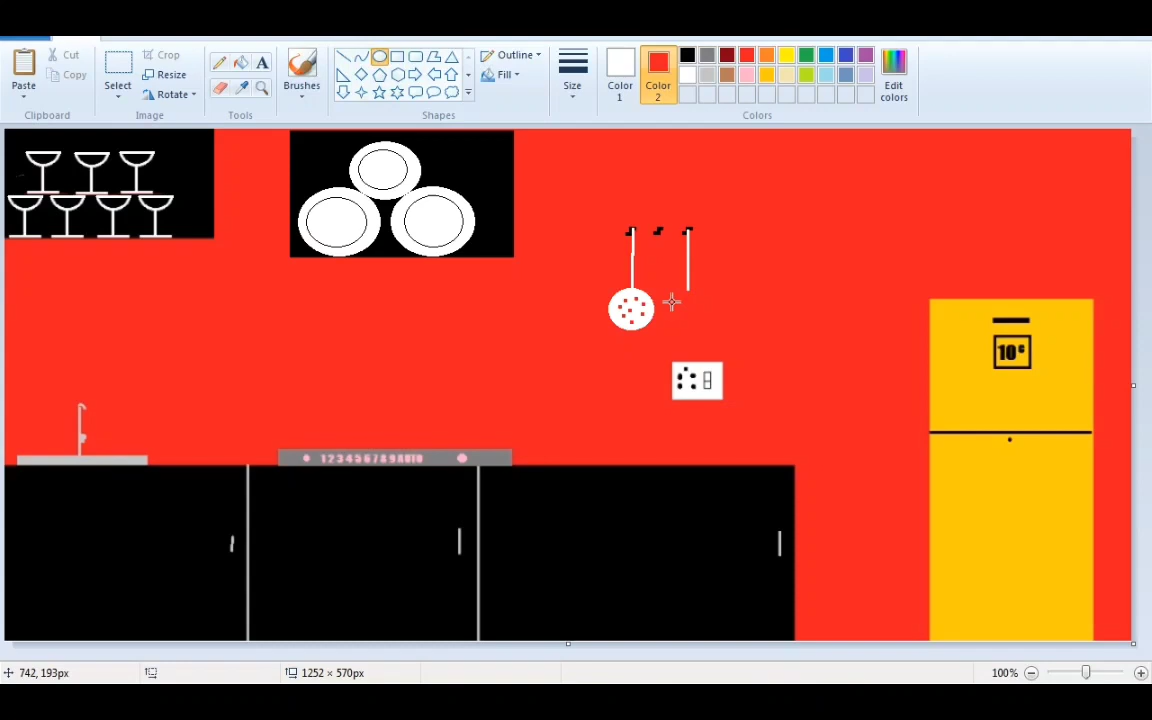 Paste
Cut
Copy
Clipboard
Select
Crop
Resize
Rotate
Image
A
Tools
Brushes
Outline
Fill
Shapes
Size
Color 1
Color 2
Edit colors
Colors
10°
123456789AUTO
742, 193px
1252 × 570px
100%